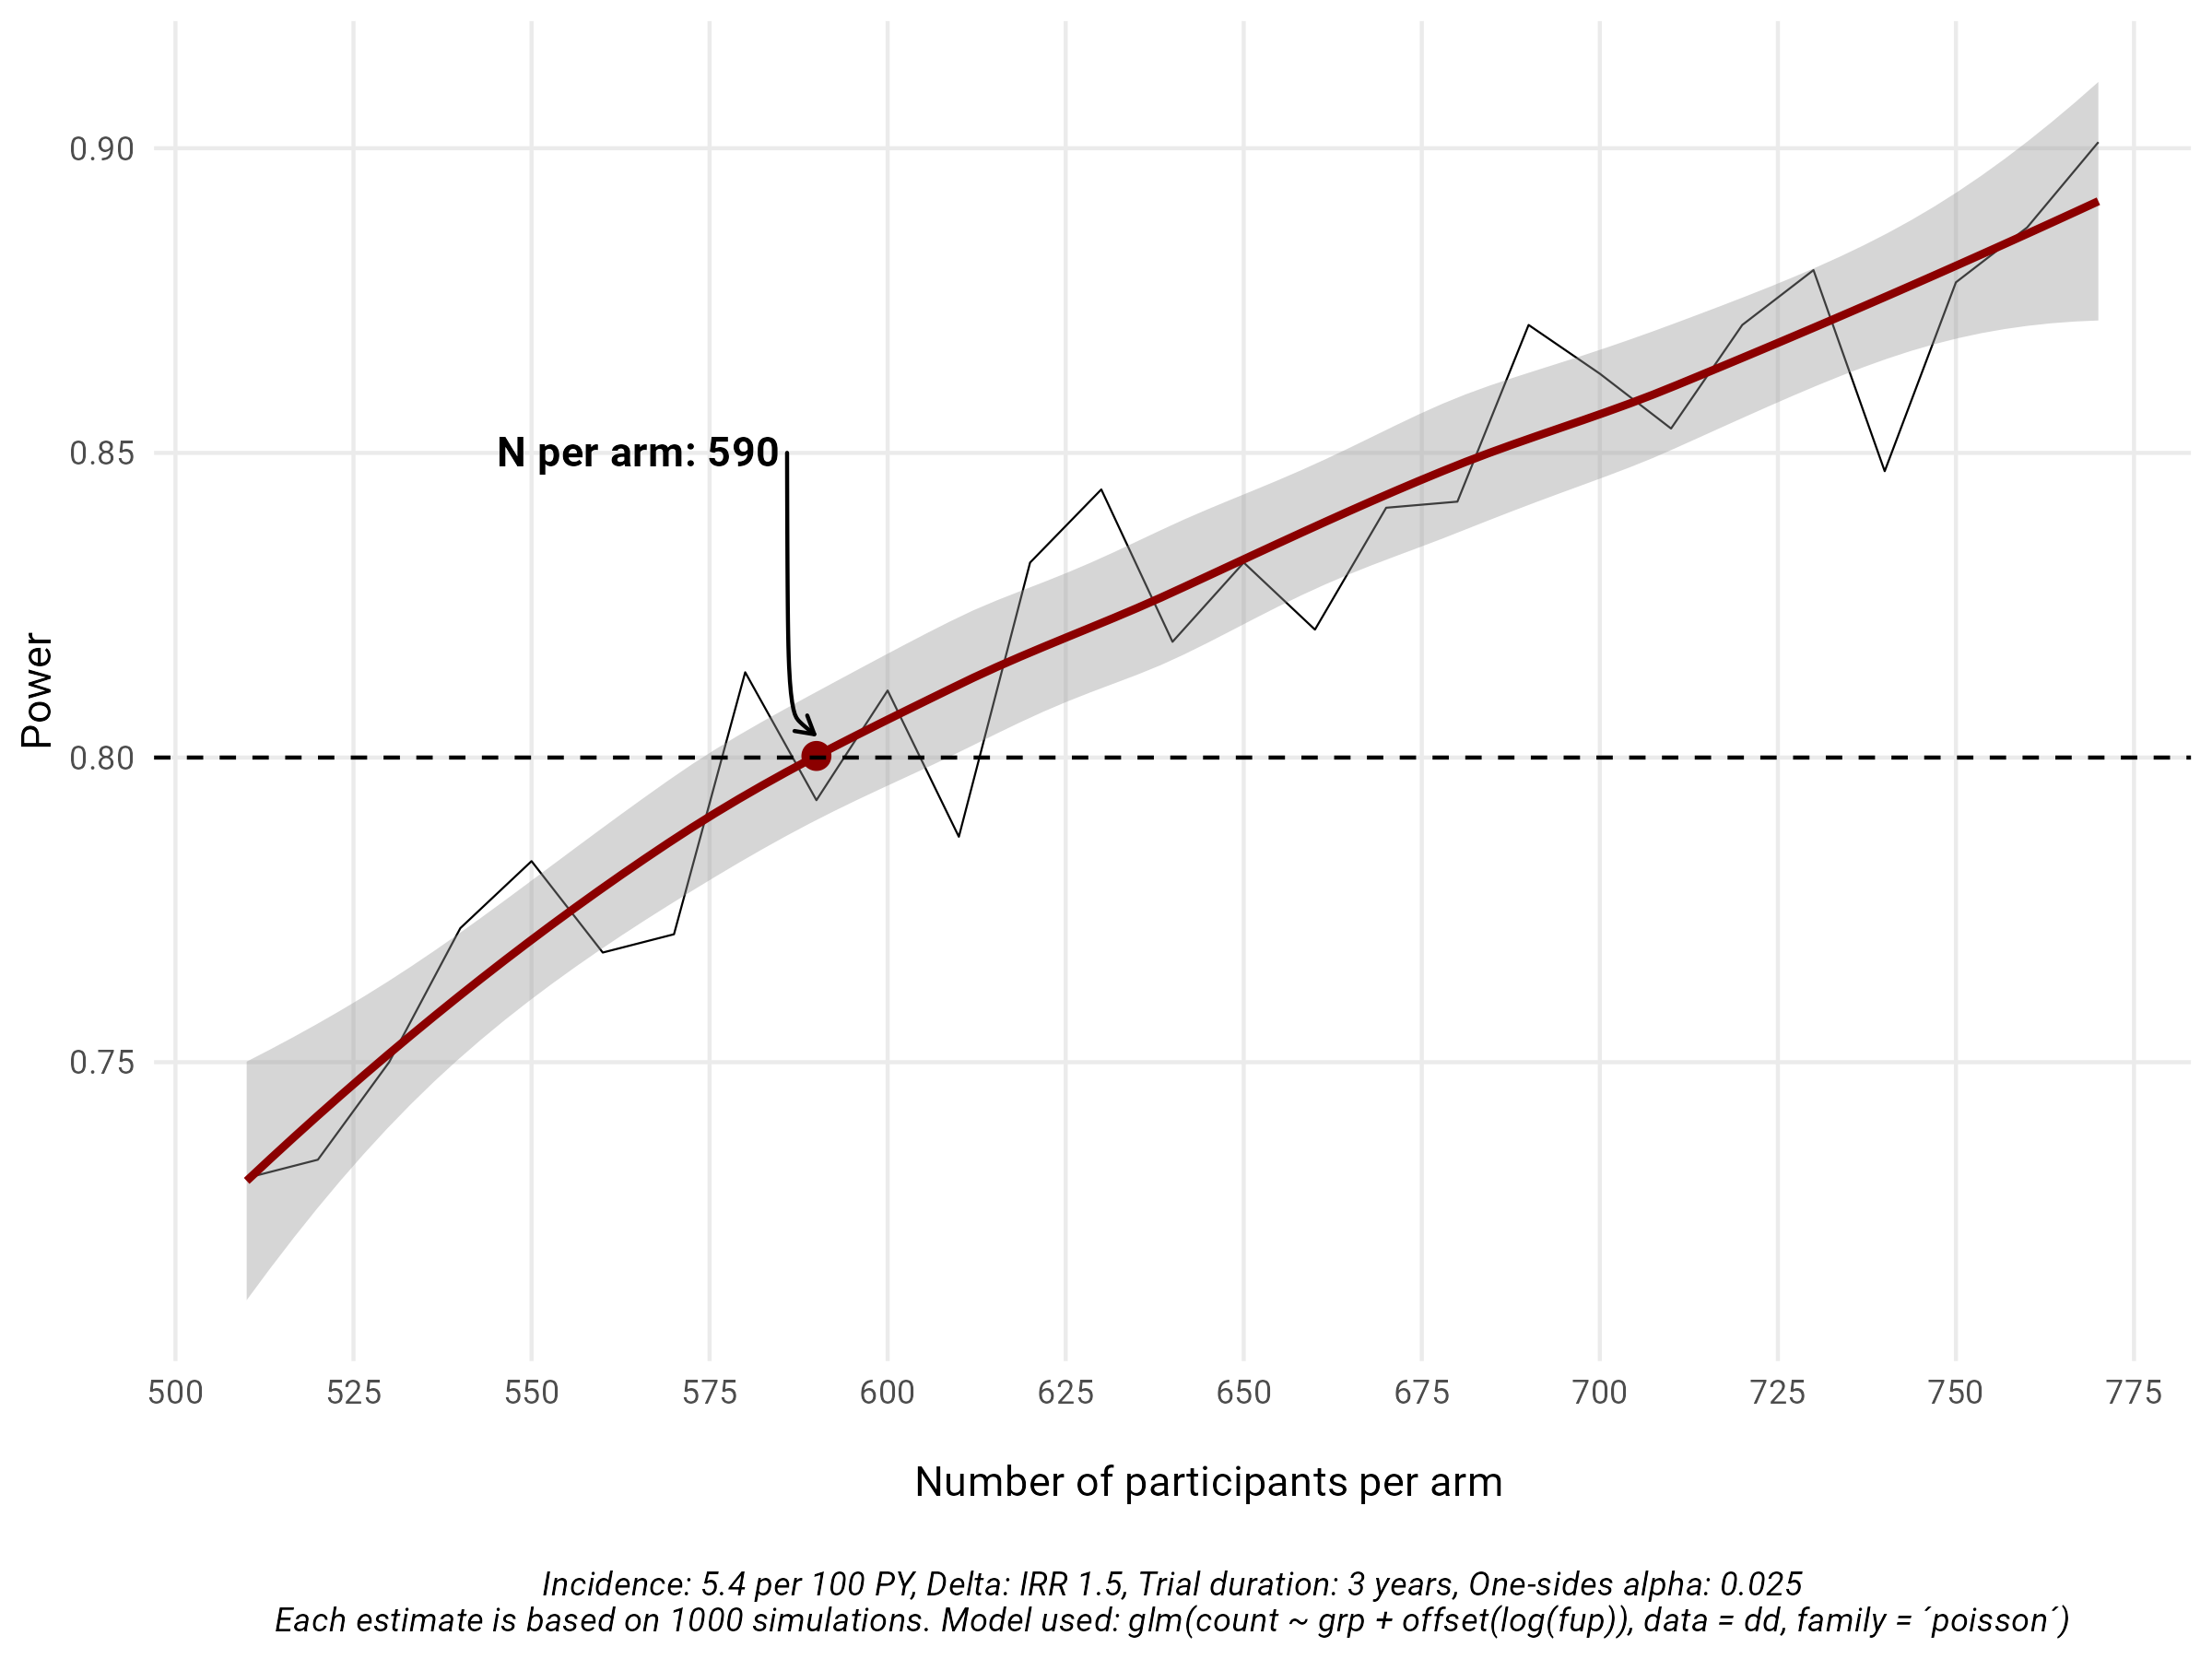 0.90
0.85
0.80
0.75
Power
N per arm: 590
500 525 550 575 600 625 650 675 700 725 750 775
Number of participants per arm
Incidence: 5.4 per 100 PY, Delta: IRR 1.5, Trial duration: 3 years, One-sides alpha: 0.025
Each estimate is based on 1000 simulations. Model used: glm(count ~ grp + offset(log(fup)), data = dd, family = ´poisson´)